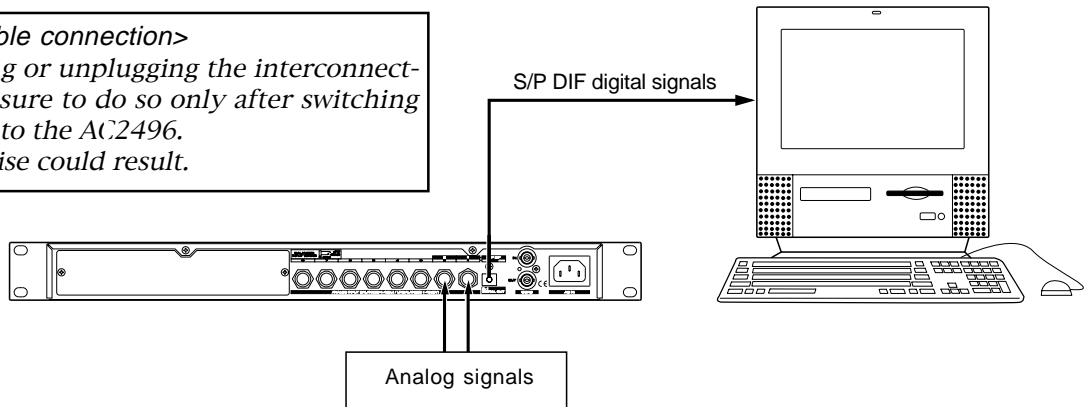 ble connection>
g or unplugging the interconnect-
sure to do so only after switching
to the AC2496.
ise could result.
S/P DIF digital signals
Analog signals